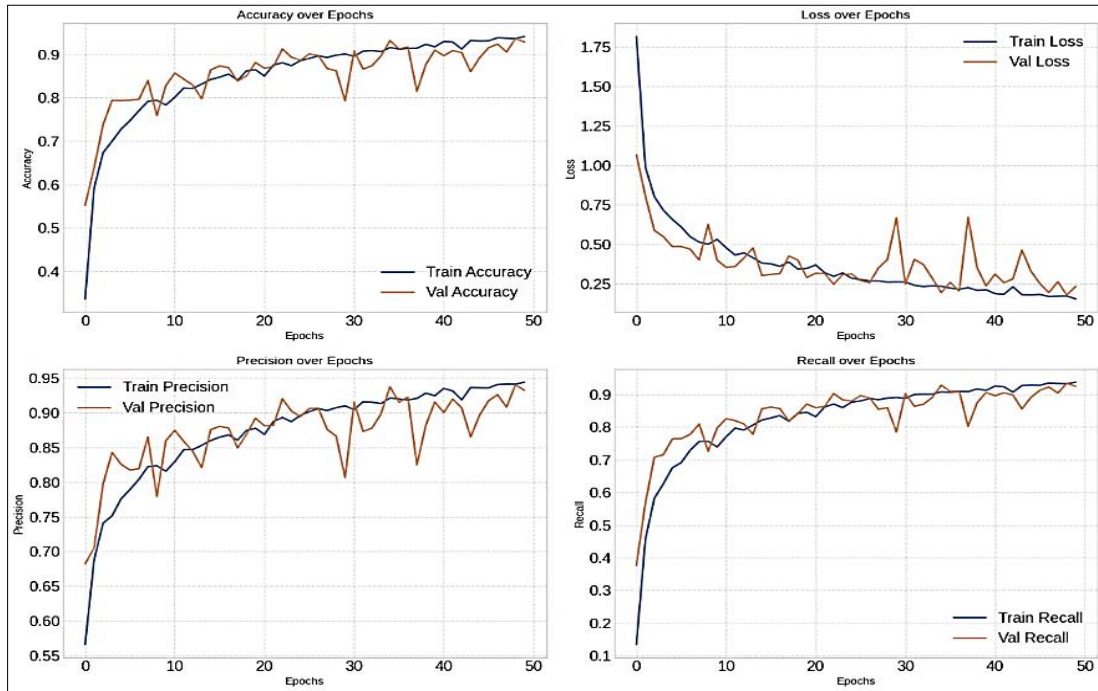 Accuracy over Epochs
0.9
0.8
0.7
0.6
0.5
0.4
Accuracy
Train Accuracy
Val Accuracy
0 10 20 30 40 50
Epochs
Loss over Epochs
1.75
1.50
1.25
1.00
0.75
0.50
0.25
Loss
Train Loss
Val Loss
0 10 20 30 40 50
Epochs
Precision over Epochs
0.95
0.90
0.85
0.80
0.75
0.70
0.65
0.60
0.55
Precision
Train Precision
Val Precision
0 10 20 30 40 50
Epochs
Recall over Epochs
0.9
0.8
0.7
0.6
0.5
0.4
0.3
0.2
0.1
Recall
Train Recall
Val Recall
0 10 20 30 40 50
Epochs